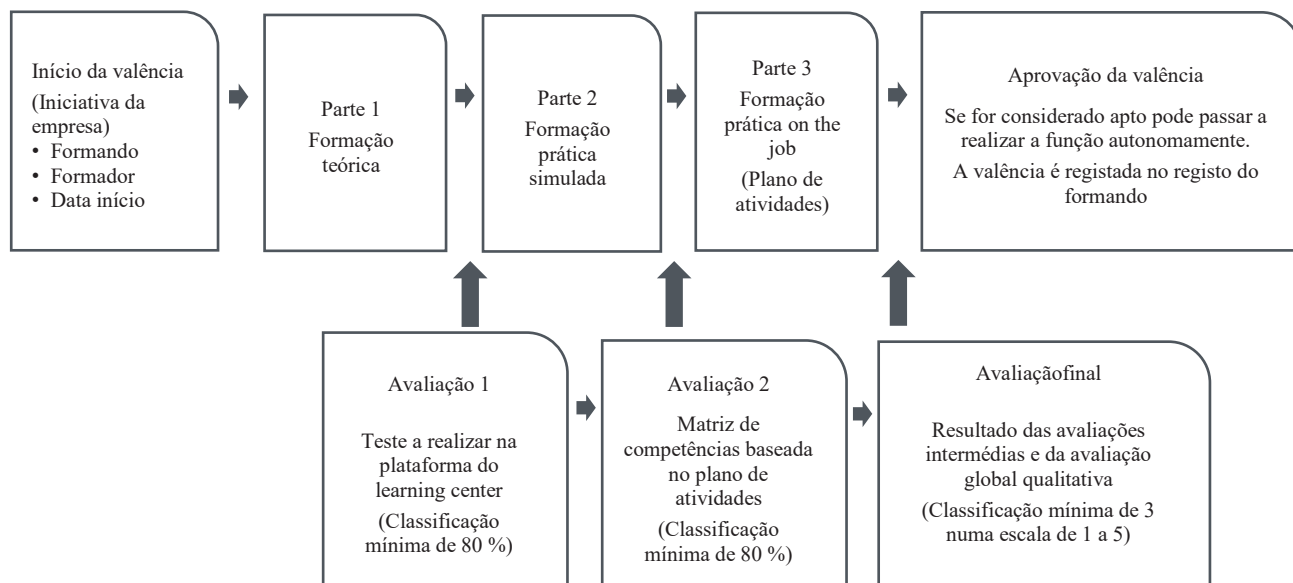 Início da valência
(Iniciativa da
empresa)
• Formando
• Formador
• Data início
Parte 1
Formação
teórica
Parte 2
Formação
prática
simulada
Parte 3
Formação
prática on the
job
(Plano de
atividades)
Aprovação da valência
Se for considerado apto pode passar a
realizar a função autonomamente.
A valência é registada no registo do
formando
Avaliação 1
Teste a realizar na
plataforma do
learning center
(Classificação
mínima de 80 %)
Avaliação 2
Matriz de
competências baseada
no plano de
atividades
(Classificação
mínima de 80 %)
Avaliaçãofinal
Resultado das avaliações
intermédias e da avaliação
global qualitativa
(Classificação mínima de 3
numa escala de 1 a 5)